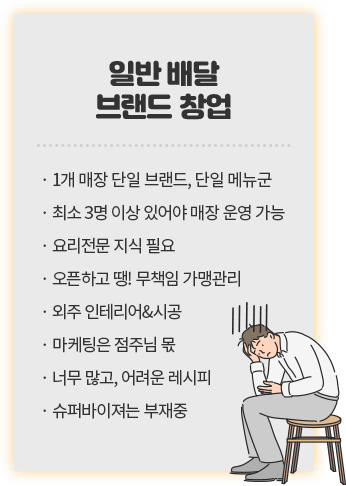 일반 배달
브랜드 창업
· 1개 매장 단일 브랜드, 단일 메뉴군
· 최소 3명 이상 있어야 매장 운영 가능
· 요리전문 지식 필요
· 오픈하고 땡! 무책임 가맹관리
· 외주 인테리어&시공
· 마케팅은 점주님 몫
· 너무 많고, 어려운 레시피
· 슈퍼바이져는 부재중